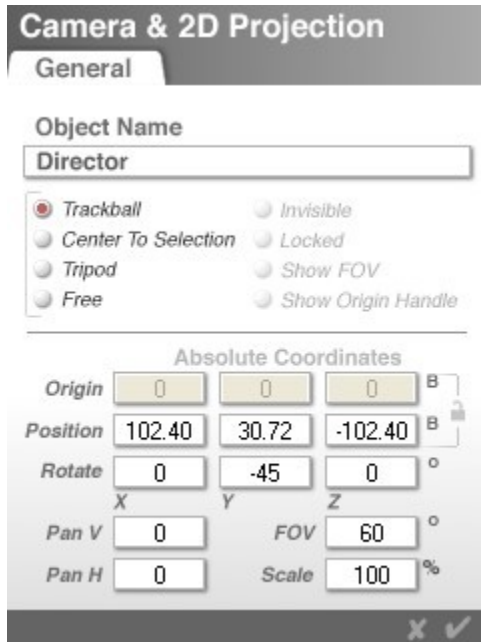 Camera & 2D Projection
General
Object Name
Director
Trackball Invisible
Center To Selection Locked
Tripod Show FOV
Free Show Origin Handle
Absolute Coordinates
Origin 0 0 0 B
Position 102.40 30.72 -102.40 B
Rotate 0 -45 0 °
X Y Z
Pan V 0 FOV 60 °
Pan H 0 Scale 100 %